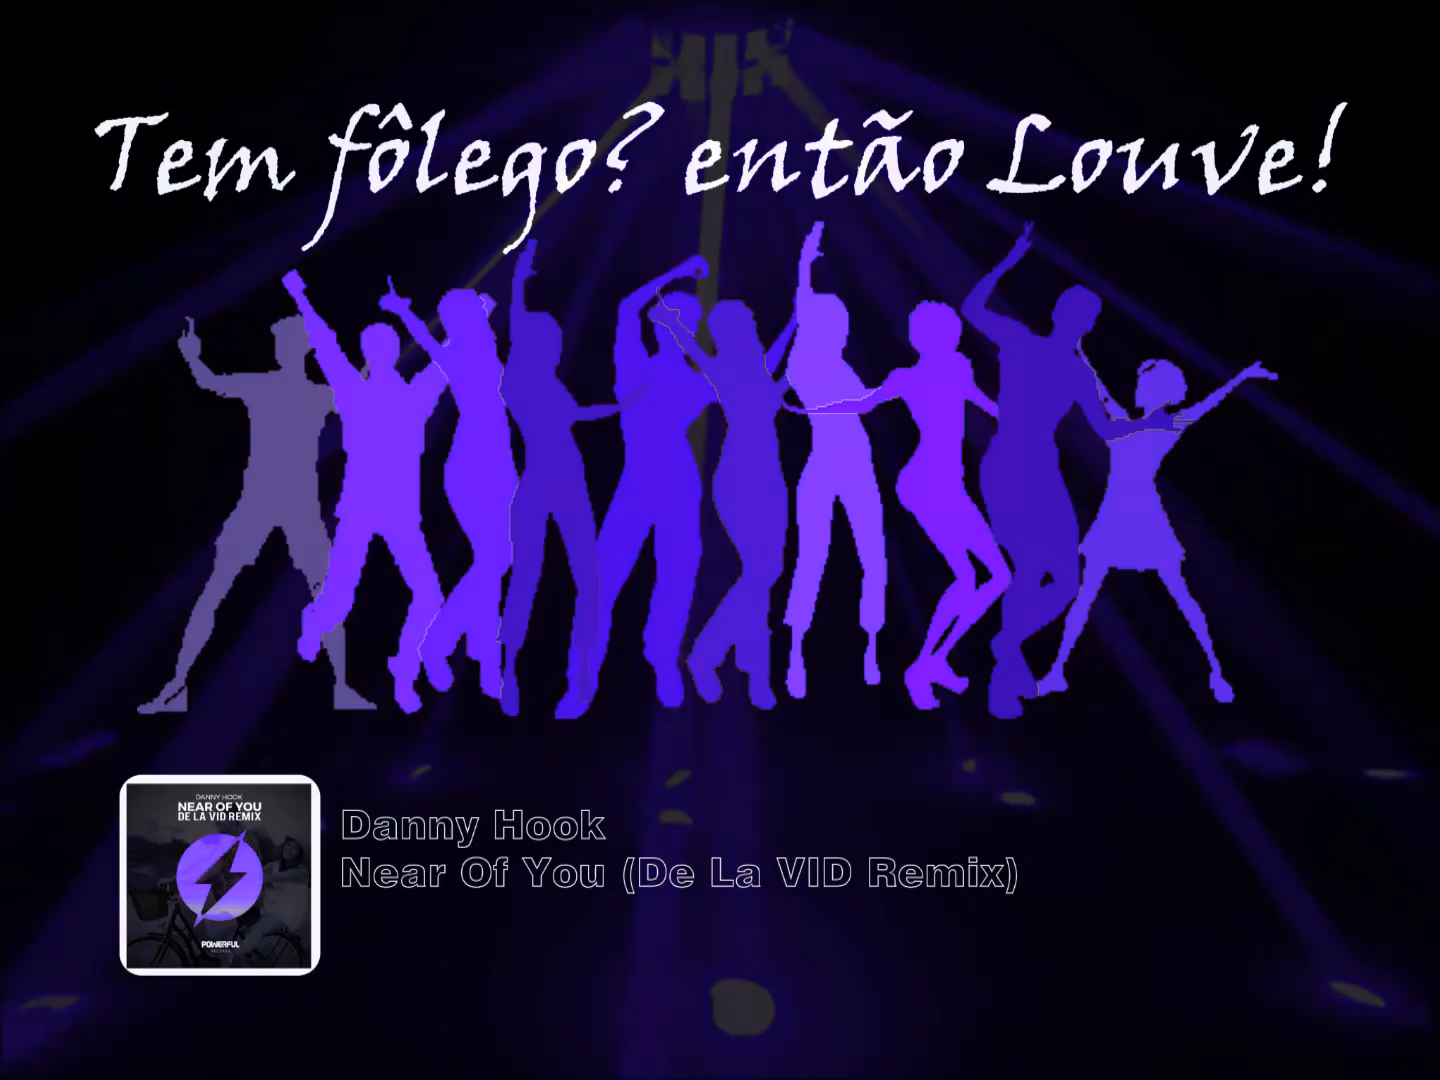 Tem fôlego? então Louve!
DANNY HOOK
NEAR OF YOU
DE LA VID REMIX
POWERFUL
Danny Hook
Near Of You (De La VID Remix)